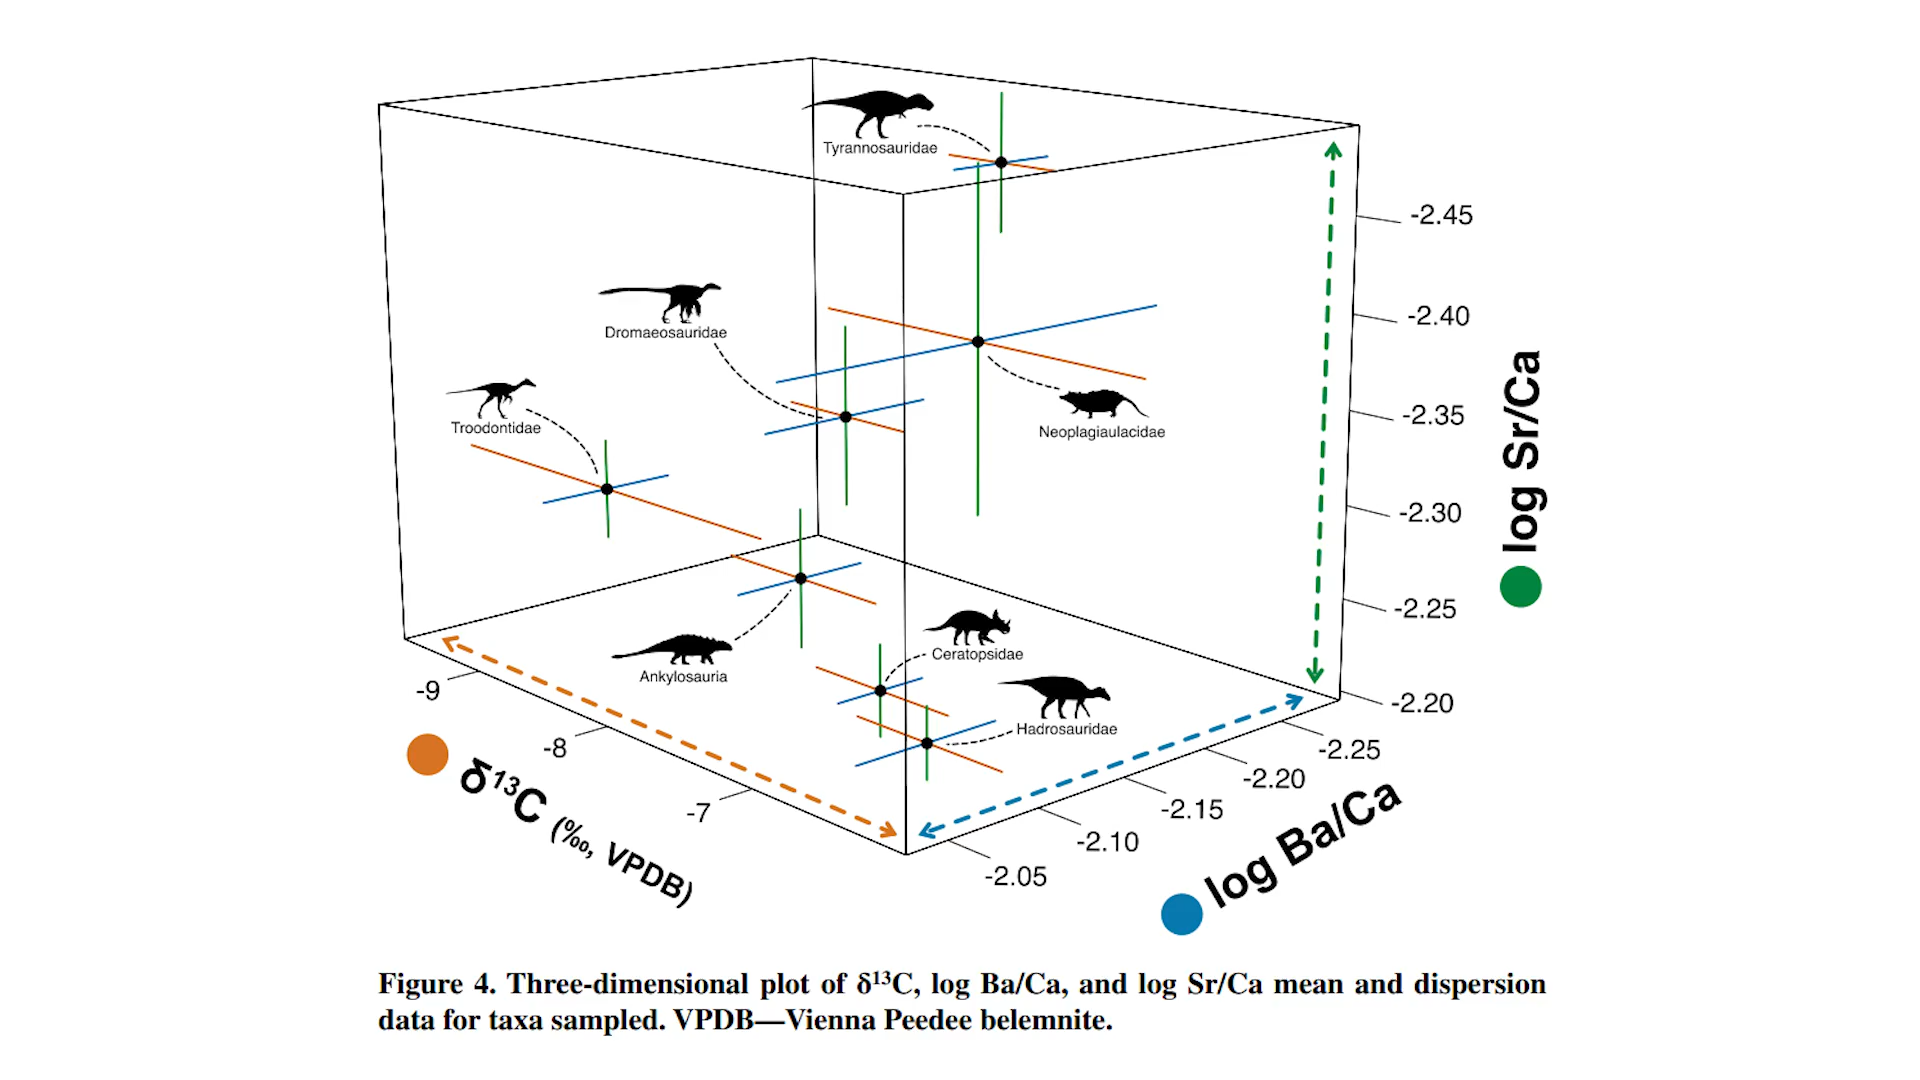 Tyrannosauridae
-2.45
Dromaeosauridae
-2.40
Troodontidae
-2.35
Neoplagiaulacidae
log Sr/Ca
-2.30
-2.25
Ceratopsidae
Ankylosauria
-9
Hadrosauridae
-2.20
-8
-2.25
-2.20
-7
-2.15
-2.10
-2.05
δ¹³C (‰, VPDB)
log Ba/Ca
Figure 4. Three-dimensional plot of δ¹³C, log Ba/Ca, and log Sr/Ca mean and dispersion
data for taxa sampled. VPDB—Vienna Peedee belemnite.